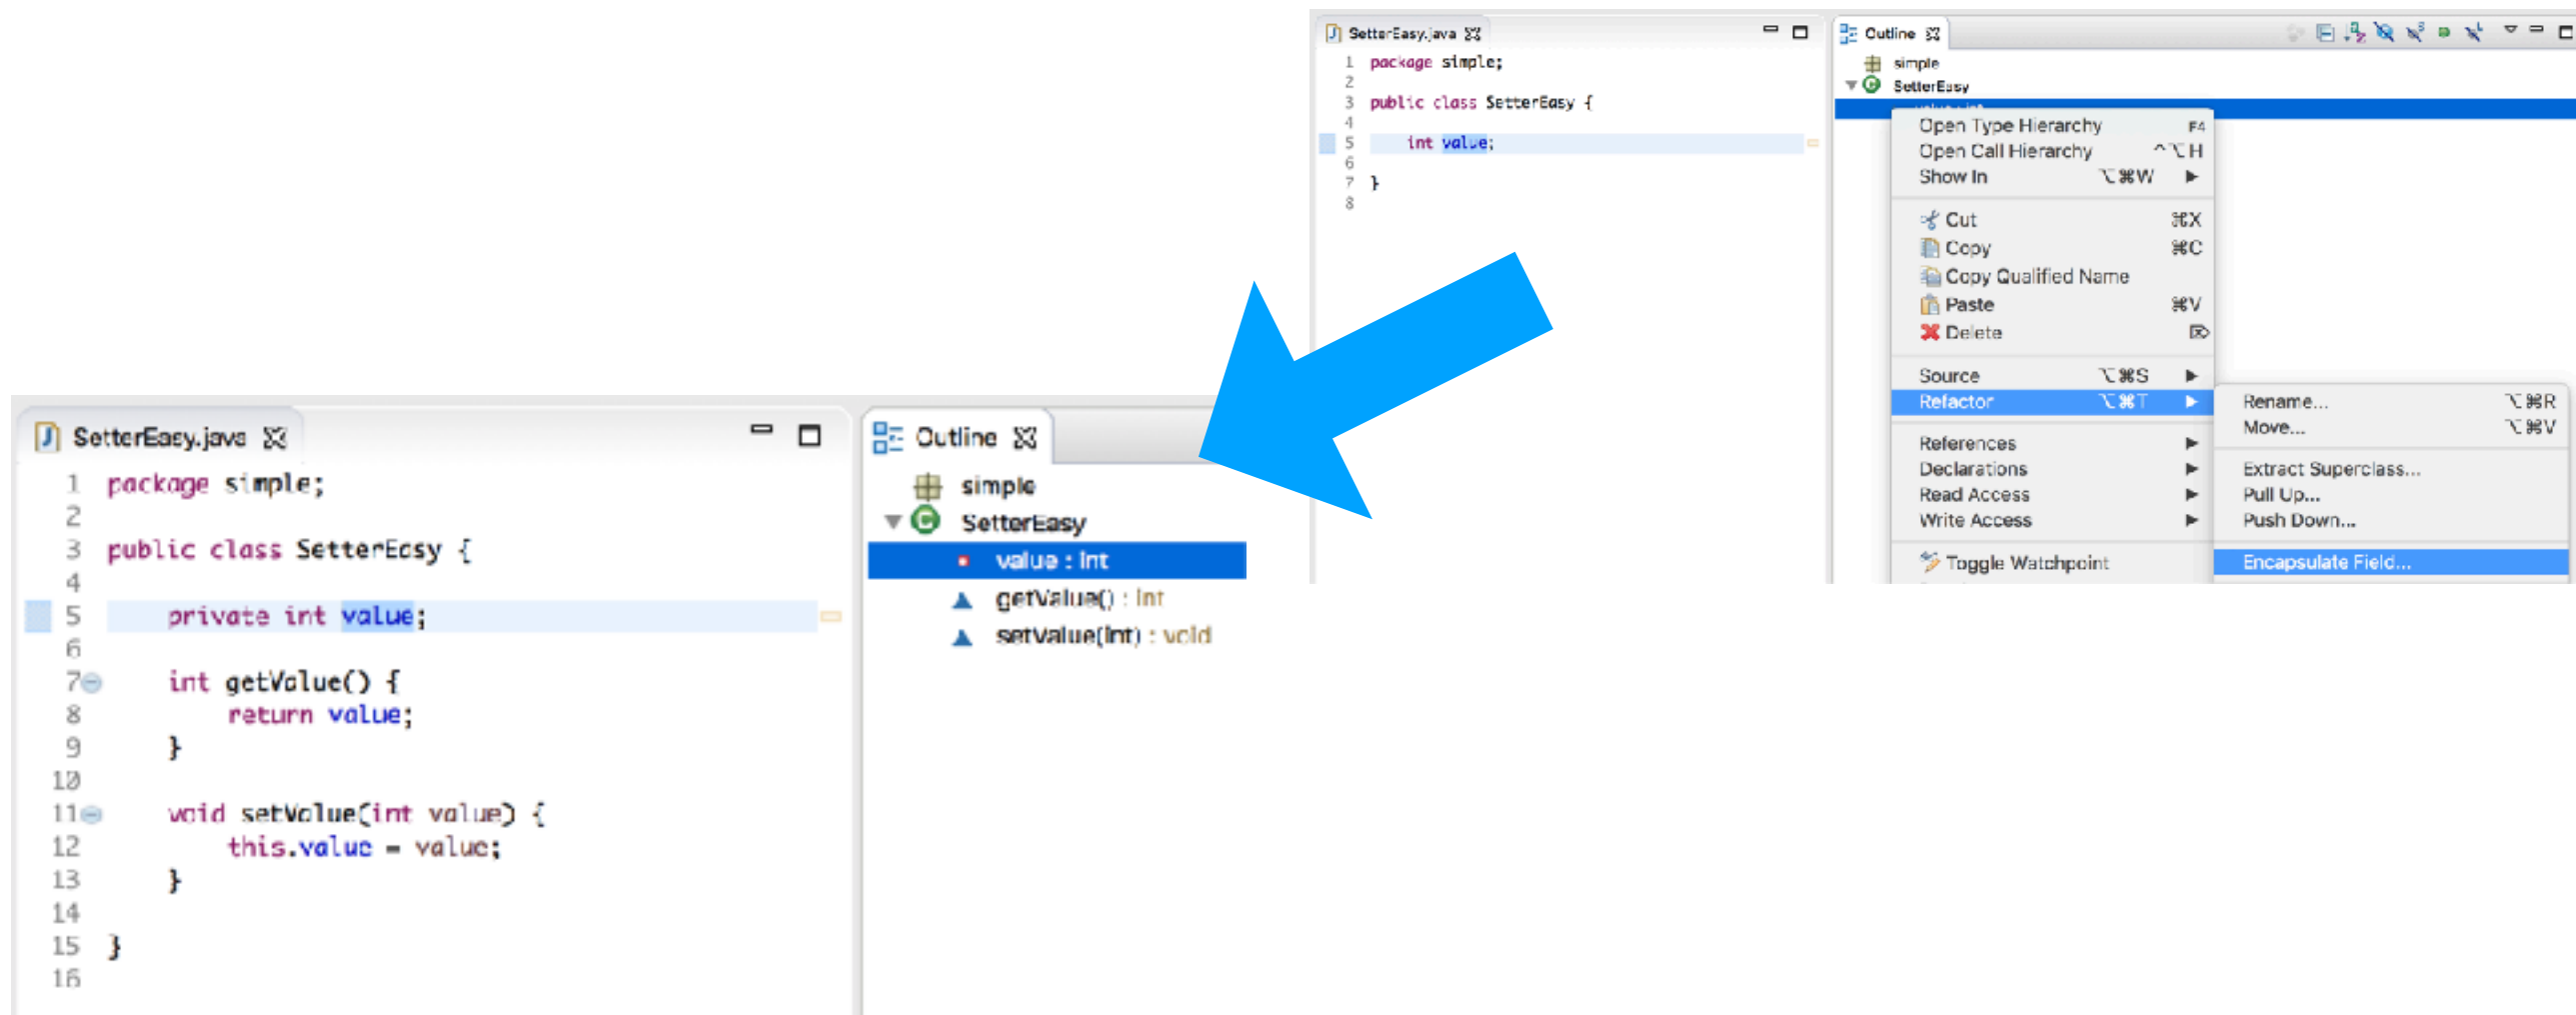 SetterEasy.java
1 package simple;
2
3 public class SetterEasy {
4
5 int value;
6
7 }
8
Outline
simple
SetterEasy
Open Type Hierarchy F4
Open Call Hierarchy ^⌥H
Show In ⌥⌘W ▶
Cut ⌘X
Copy ⌘C
Copy Qualified Name
Paste ⌘V
Delete ⌦
Source ⌥⌘S ▶
Refactor ⌥⌘T ▶
References ▶
Declarations ▶
Read Access ▶
Write Access ▶
Toggle Watchpoint
Rename... ⌥⌘R
Move... ⌥⌘V
Extract Superclass...
Pull Up...
Push Down...
Encapsulate Field...
SetterEasy.java
1 package simple;
2
3 public class SetterEasy {
4
5 private int value;
6
7 int getValue() {
8 return value;
9 }
10
11 void setValue(int value) {
12 this.value = value;
13 }
14
15 }
16
Outline
simple
SetterEasy
value : int
getValue() : int
setValue(int) : void